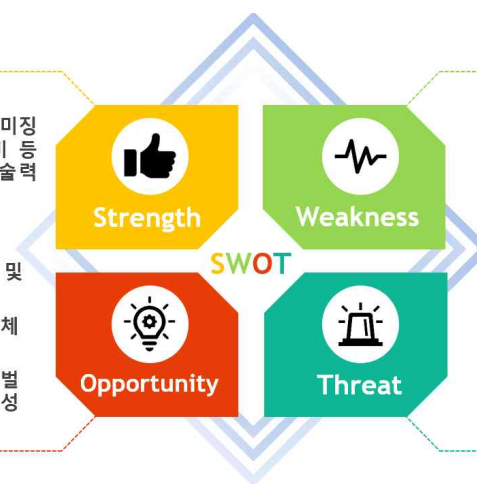 미징
등
술력
Strength
Weakness
SWOT
및
체
벌
성
Opportunity
Threat